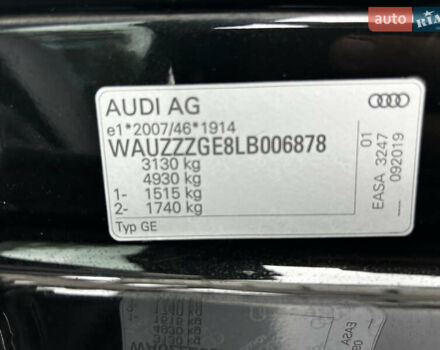 auto RIA
AUDI AG
e1*2007/46*1914
WAUZZZGE8LB006878
3130 kg
4930 kg
1- 1515 kg
2- 1740 kg
Typ GE
01
EASA 3247
092019